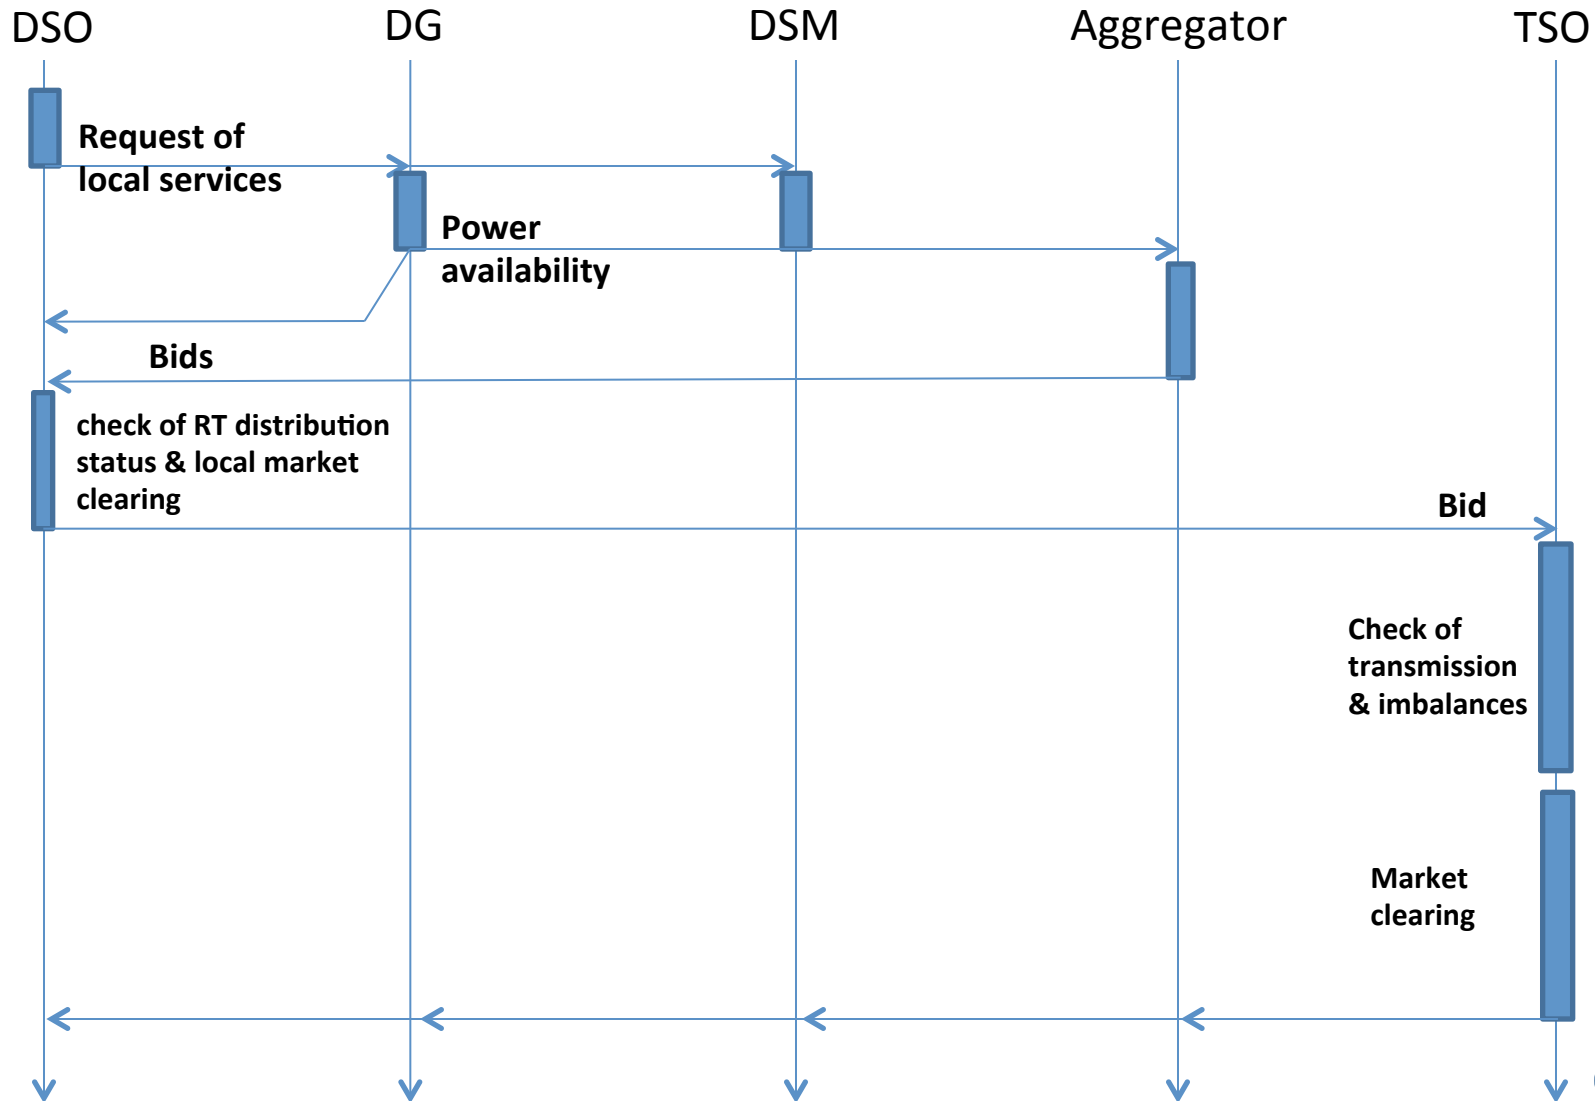 DSO DG DSM Aggregator TSO
Request of
local services
Power
availability
Bids
check of RT distribution
status & local market
clearing
Bid
Check of
transmission
& imbalances
Market
clearing